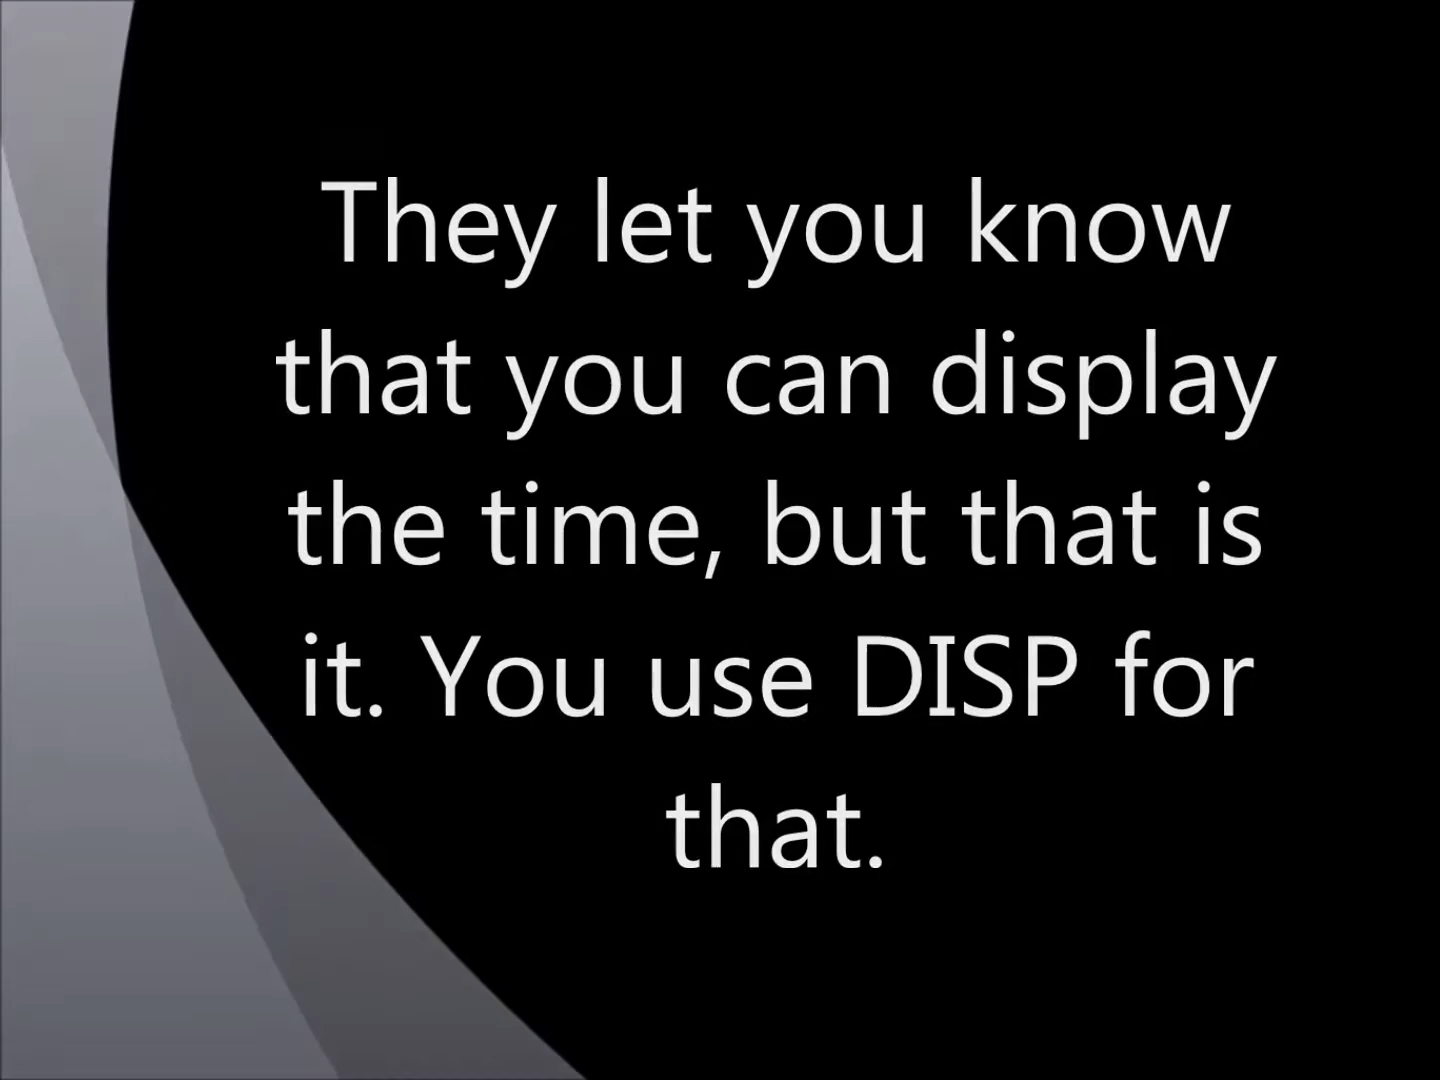 They let you know
that you can display
the time, but that is
it. You use DISP for
that.